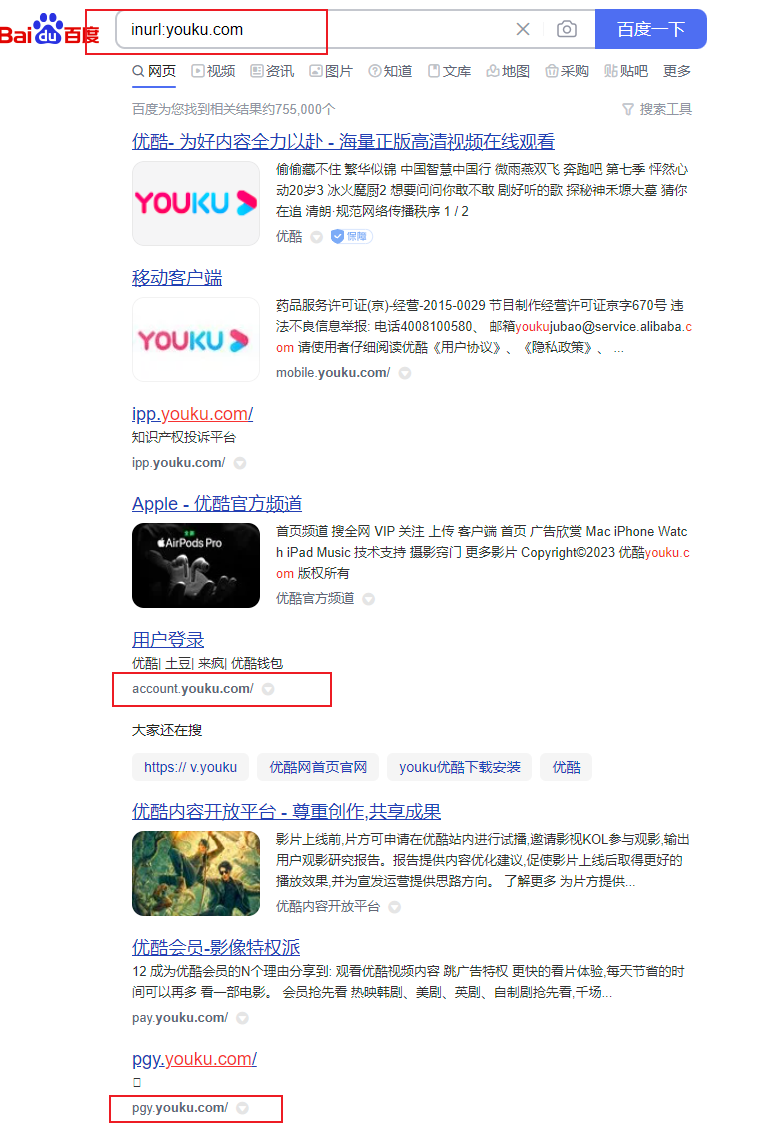 Bai du 百度
inurl:youku.com
百度一下
网页 视频 资讯 图片 知道 文库 地图 采购 贴吧 更多
百度为您找到相关结果约755,000个
搜索工具
优酷- 为好内容全力以赴 - 海量正版高清视频在线观看
YOUKU
偷偷藏不住 繁华似锦 中国智慧中国行 微雨燕双飞 奔跑吧 第七季 怦然心
动20岁3 冰火魔厨2 想要问问你敢不敢 剧好听的歌 探秘神禾塬大墓 猜你
在追 清朗·规范网络传播秩序 1 / 2
优酷 保障
移动客户端
YOUKU
药品服务许可证(京)-经营-2015-0029 节目制作经营许可证京字670号 违
法不良信息举报: 电话4008100580、 邮箱youkujubao@service.alibaba.c
om 请使用者仔细阅读优酷《用户协议》、《隐私政策》、 ...
mobile.youku.com/
ipp.youku.com/
知识产权投诉平台
ipp.youku.com/
Apple - 优酷官方频道
AirPods Pro
首页频道 搜全网 VIP 关注 上传 客户端 首页 广告欣赏 Mac iPhone Watc
h iPad Music 技术支持 摄影窍门 更多影片 Copyright©2023 优酷youku.c
om 版权所有
优酷官方频道
用户登录
优酷| 土豆| 来疯| 优酷钱包
account.youku.com/
大家还在搜
https:// v.youku 优酷网首页官网 youku优酷下载安装 优酷
优酷内容开放平台 - 尊重创作,共享成果
影片上线前,片方可申请在优酷站内进行试播,邀请影视KOL参与观影,输出
用户观影研究报告。报告提供内容优化建议,促使影片上线后取得更好的
播放效果,并为宣发运营提供思路方向。 了解更多 为片方提供...
优酷内容开放平台
优酷会员-影像特权派
12 成为优酷会员的N个理由分享到: 观看优酷视频内容 跳广告特权 更快的看片体验,每天节省的时
间可以再多 看一部电影。 会员抢先看 热映韩剧、美剧、英剧、自制剧抢先看,千场...
pay.youku.com/
pgy.youku.com/
pgy.youku.com/